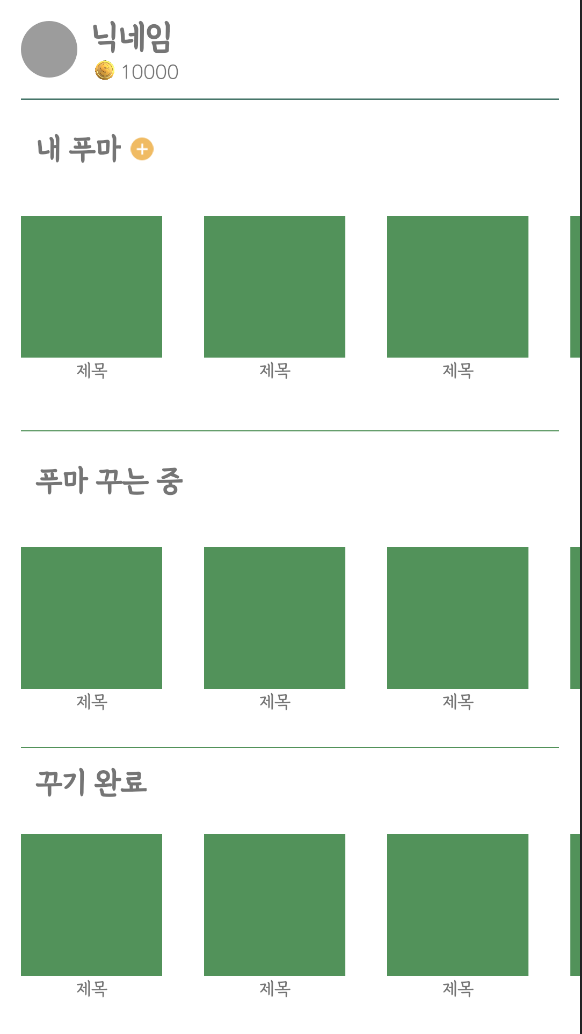 닉네임
10000
내 푸마 +
제목 제목 제목
푸마 꾸는 중
제목 제목 제목
꾸기 완료
제목 제목 제목